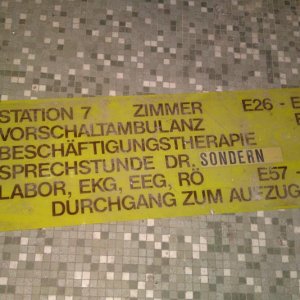 STATION 7 ZIMMER E26 - E
VORSCHALTAMBULANZ
BESCHÄFTIGUNGSTHERAPIE
SPRECHSTUNDE DR. SONDERN
LABOR, EKG, EEG, RÖ E57 -
DURCHGANG ZUM AUFZUG